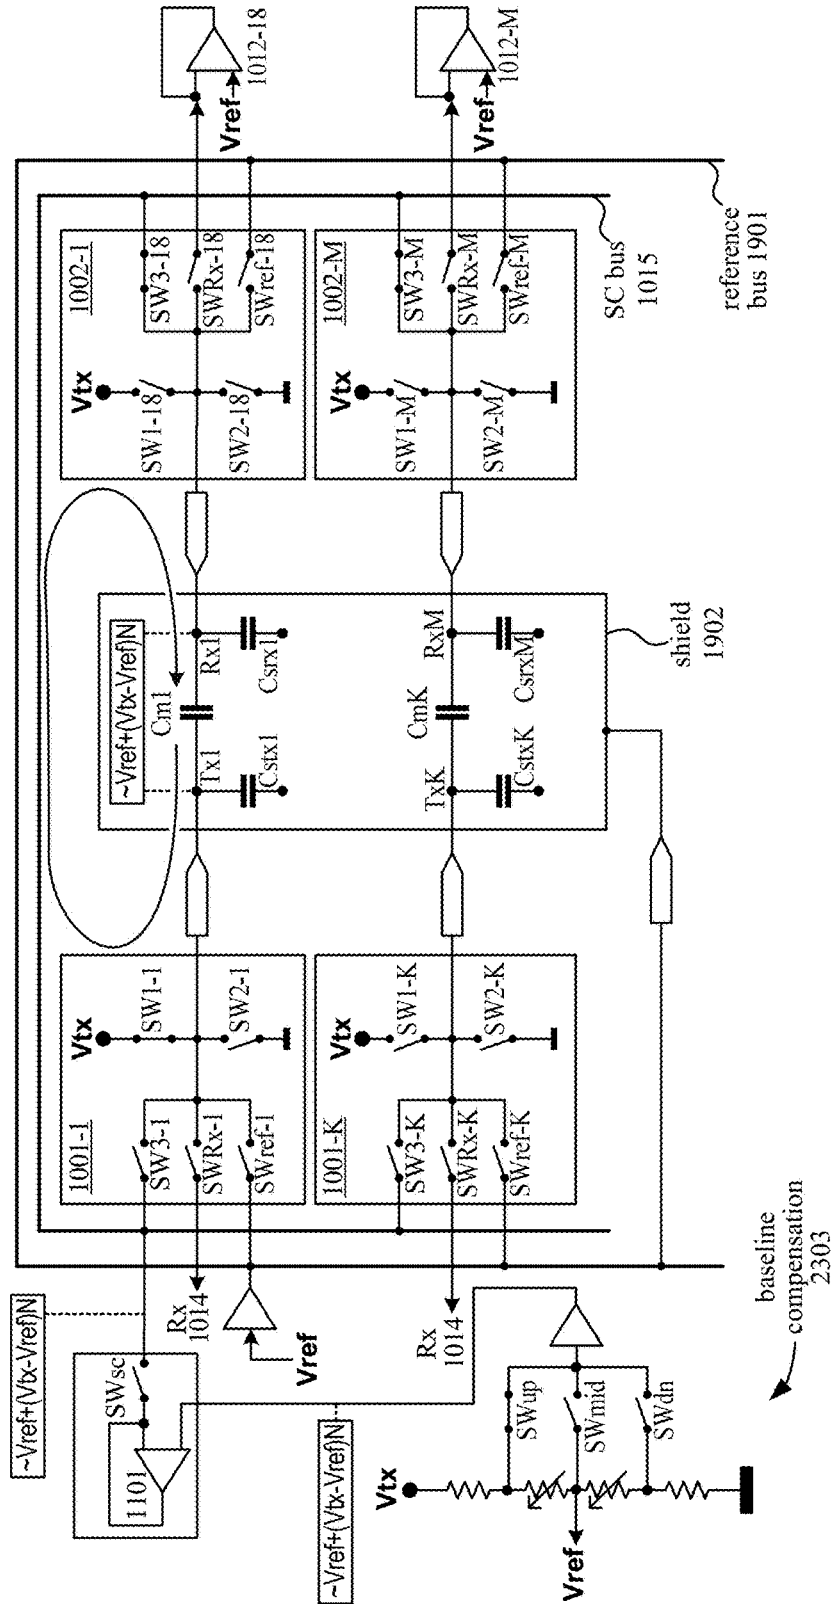 ~Vref+(Vtx-Vref)N
SWsc
1101
~Vref+(Vtx-Vref)N
Rx
1014
Vref
Rx
1014
Vtx
SWup
SWmid
SWdn
Vref
baseline
compensation
2303
1001-1
SW3-1
SWRx-1
SWref-1
Vtx
SW1-1
SW2-1
1001-K
SW3-K
SWRx-K
SWref-K
Vtx
SW1-K
SW2-K
~Vref+(Vtx-Vref)N
Tx1
Cm1
Rx1
Cstx1
Csrx1
TxK
CmK
RxM
CstxK
CsrxM
shield
1902
1002-1
Vtx
SW1-18
SW2-18
SW3-18
SWRx-18
SWref-18
1002-M
Vtx
SW1-M
SW2-M
SW3-M
SWRx-M
SWref-M
SC bus
1015
reference
bus 1901
Vref
1012-18
Vref
1012-M